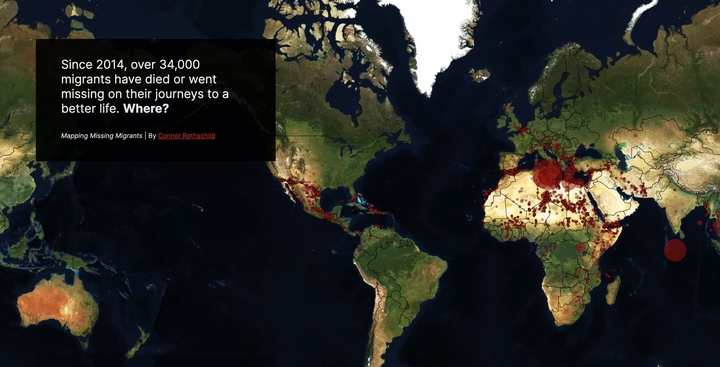 Since 2014, over 34,000
migrants have died or went
missing on their journeys to a
better life. Where?
Mapping Missing Migrants | By Connor Rothschild